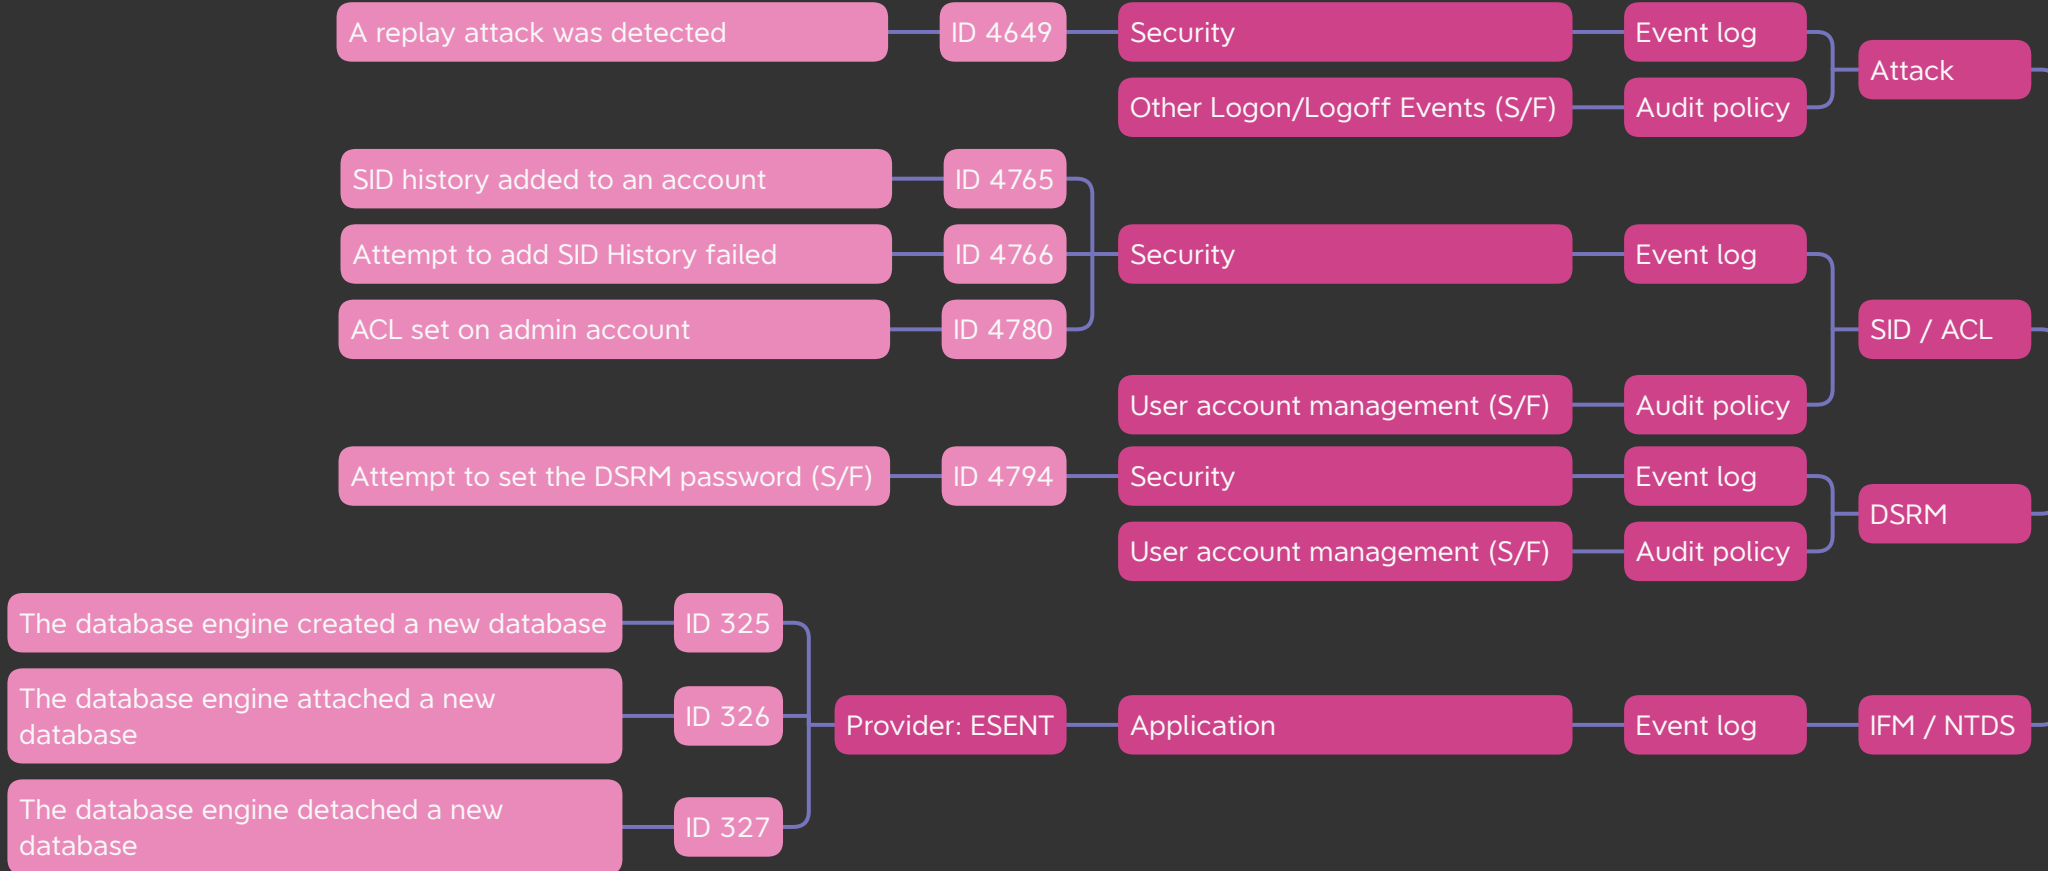 A replay attack was detected
ID 4649
Security
Event log
Attack
Other Logon/Logoff Events (S/F)
Audit policy
SID history added to an account
ID 4765
Attempt to add SID History failed
ID 4766
Security
Event log
ACL set on admin account
ID 4780
SID / ACL
User account management (S/F)
Audit policy
Attempt to set the DSRM password (S/F)
ID 4794
Security
Event log
DSRM
User account management (S/F)
Audit policy
The database engine created a new database
ID 325
The database engine attached a new
database
ID 326
Provider: ESENT
Application
Event log
IFM / NTDS
The database engine detached a new
database
ID 327